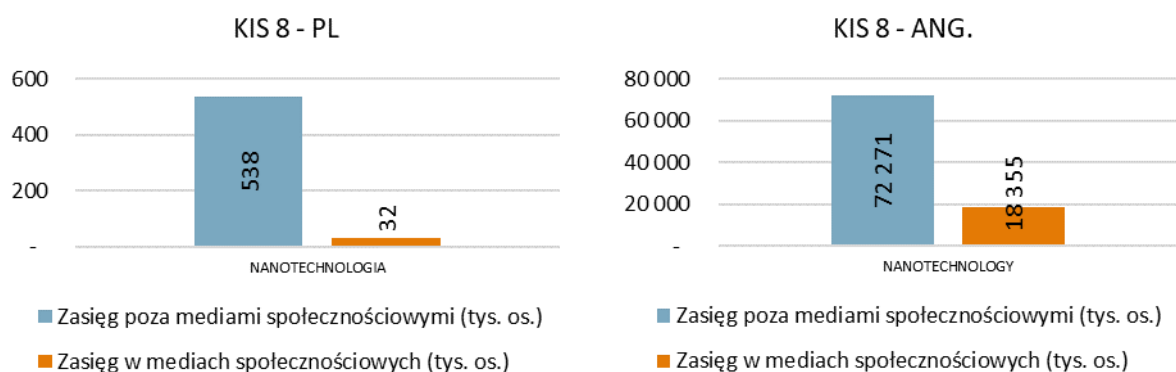 KIS 8 - PL
600
400
200
-
538
32
NANOTECHNOLOGIA
Zasięg poza mediami społecznościowymi (tys. os.)
Zasięg w mediach społecznościowych (tys. os.)
KIS 8 - ANG.
80 000
60 000
40 000
20 000
-
72 271
18 355
NANOTECHNOLOGY
Zasięg poza mediami społecznościowymi (tys. os.)
Zasięg w mediach społecznościowych (tys. os.)